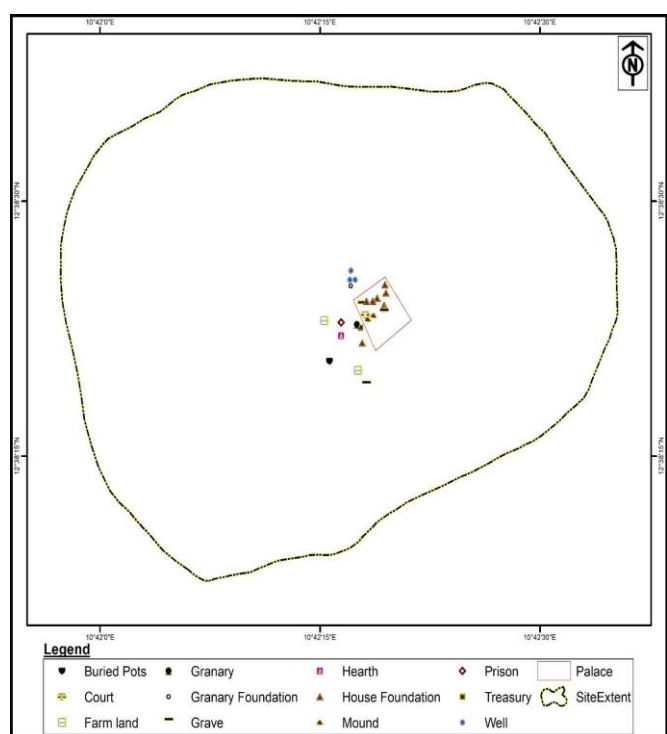 10°42'0"E 10°42'15"E 10°42'30"E
N
12°38'30"N 12°38'30"N
12°38'15"N 12°38'15"N
10°42'0"E 10°42'15"E 10°42'30"E
Legend
Buried Pots Granary Hearth Prison Palace
Court Granary Foundation House Foundation Treasury SiteExtent
Farm land Grave Mound Well